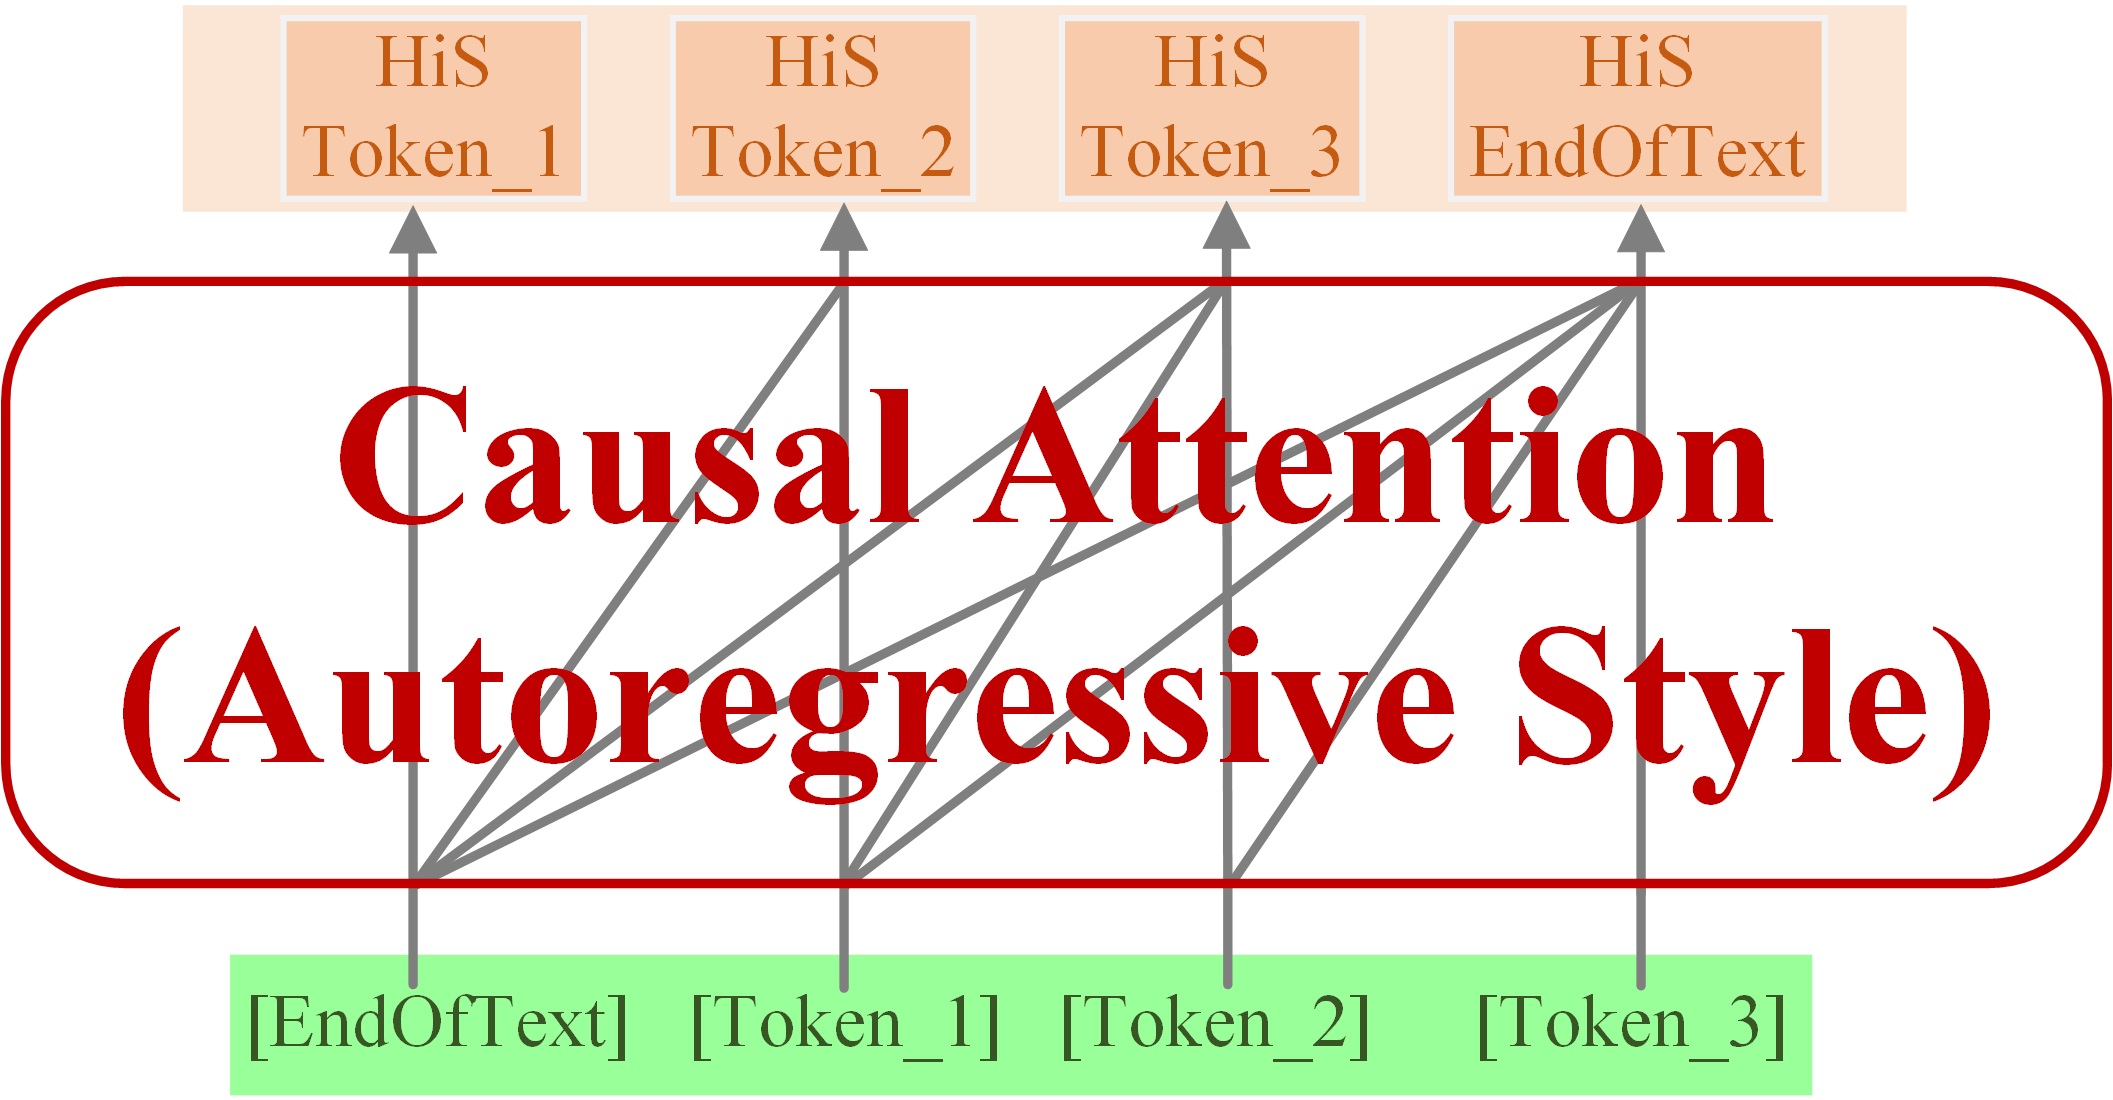 HiS HiS HiS HiS
Token_1 Token_2 Token_3 EndOfText
Causal Attention
(Autoregressive Style)
[EndOfText] [Token_1] [Token_2] [Token_3]